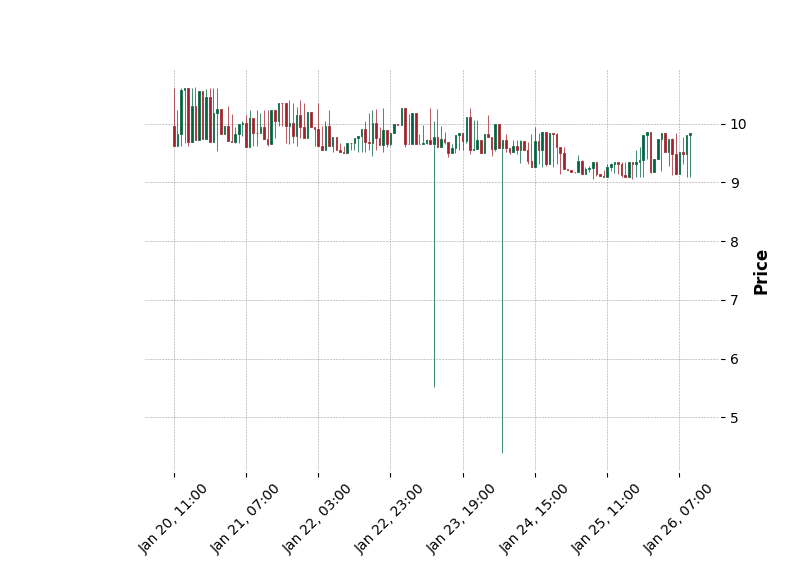 10
9
8
7
6
5
Price
Jan 20, 11:00
Jan 21, 07:00
Jan 22, 03:00
Jan 22, 23:00
Jan 23, 19:00
Jan 24, 15:00
Jan 25, 11:00
Jan 26, 07:00